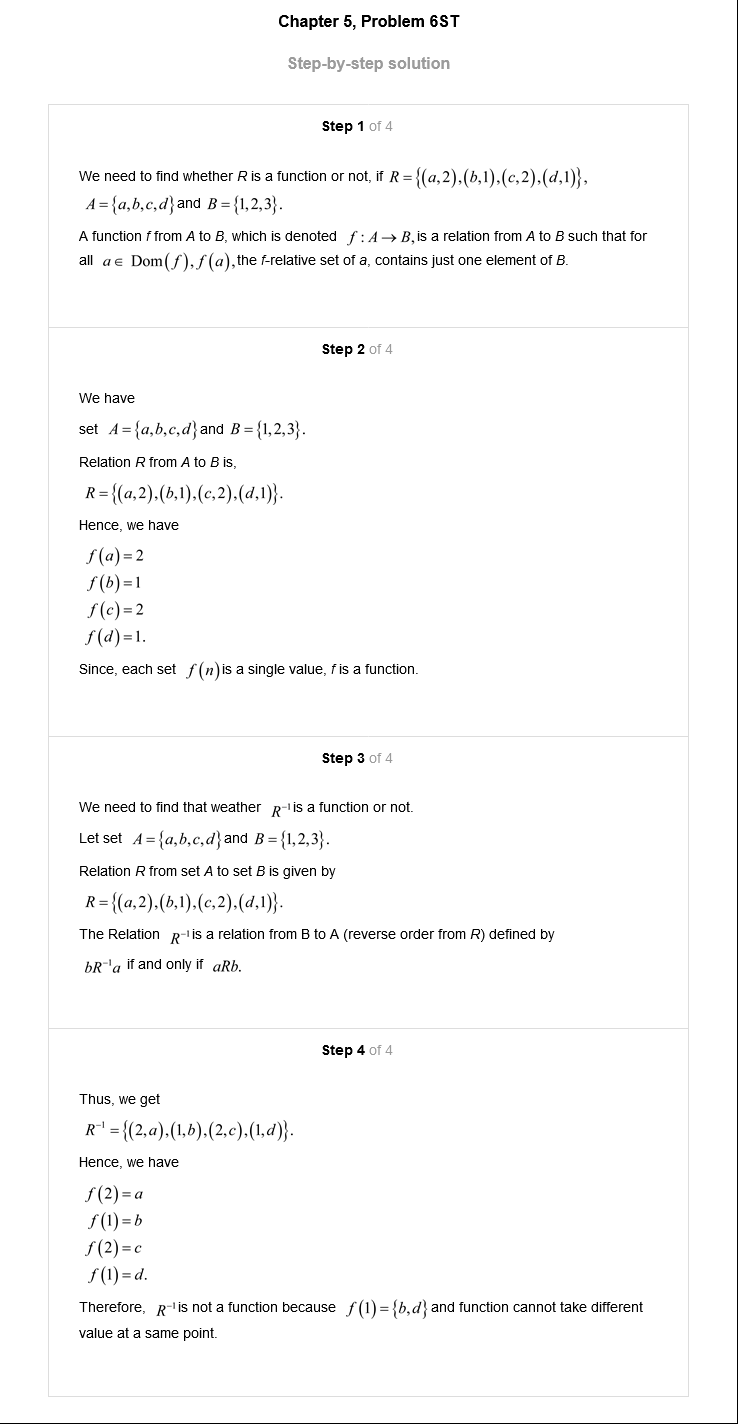 Chapter 5, Problem 6ST
Step-by-step solution
Step 1 of 4
We need to find whether R is a function or not, if R = {(a,2),(b,1),(c,2),(d,1)},
A = {a,b,c,d} and B = {1,2,3}.
A function f from A to B, which is denoted f : A → B, is a relation from A to B such that for
all a ∈ Dom(f), f(a), the f-relative set of a, contains just one element of B.
Step 2 of 4
We have
set A = {a,b,c,d} and B = {1,2,3}.
Relation R from A to B is,
R = {(a,2),(b,1),(c,2),(d,1)}.
Hence, we have
f(a) = 2
f(b) = 1
f(c) = 2
f(d) = 1.
Since, each set f(n) is a single value, f is a function.
Step 3 of 4
We need to find that weather R⁻¹ is a function or not.
Let set A = {a,b,c,d} and B = {1,2,3}.
Relation R from set A to set B is given by
R = {(a,2),(b,1),(c,2),(d,1)}.
The Relation R⁻¹ is a relation from B to A (reverse order from R) defined by
bR⁻¹a if and only if aRb.
Step 4 of 4
Thus, we get
R⁻¹ = {(2,a),(1,b),(2,c),(1,d)}.
Hence, we have
f(2) = a
f(1) = b
f(2) = c
f(1) = d.
Therefore, R⁻¹ is not a function because f(1) = {b,d} and function cannot take different
value at a same point.